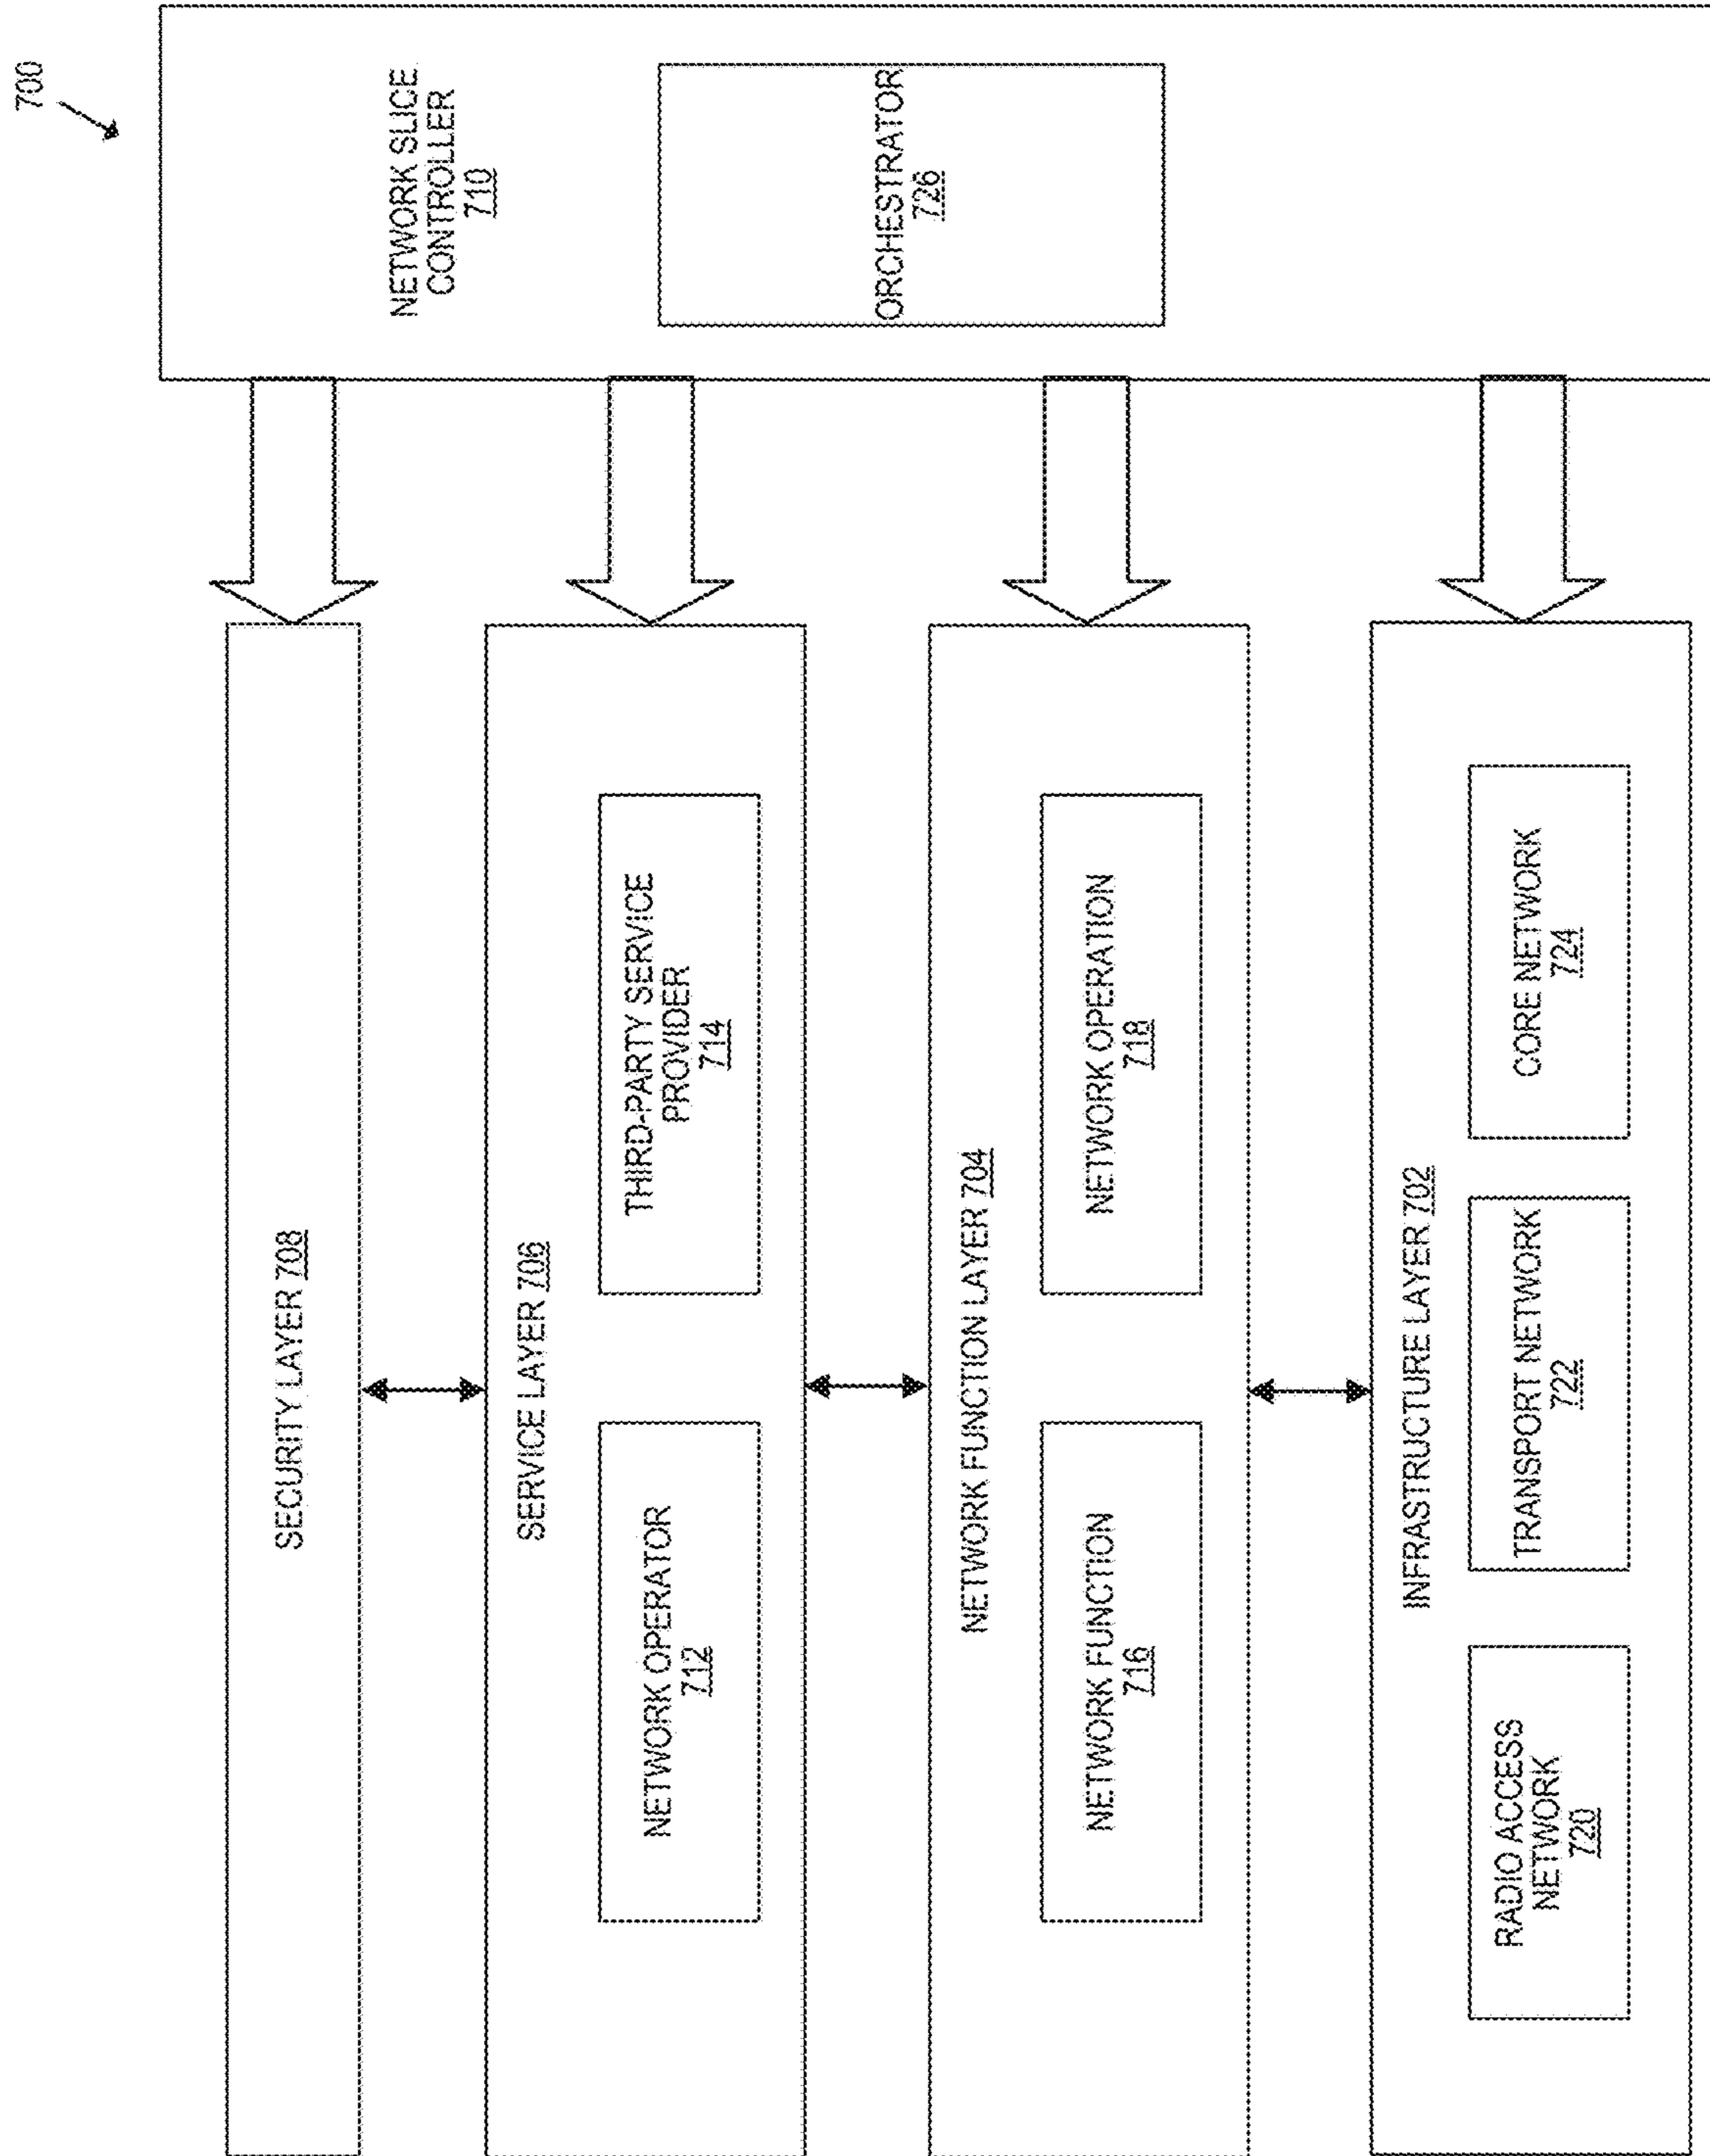 700
SECURITY LAYER 708
SERVICE LAYER 706
NETWORK OPERATOR
712
THIRD-PARTY SERVICE
PROVIDER
714
NETWORK FUNCTION LAYER 704
NETWORK FUNCTION
716
NETWORK OPERATION
718
INFRASTRUCTURE LAYER 702
RADIO ACCESS
NETWORK
720
TRANSPORT NETWORK
722
CORE NETWORK
724
NETWORK SLICE
CONTROLLER
710
ORCHESTRATOR
726